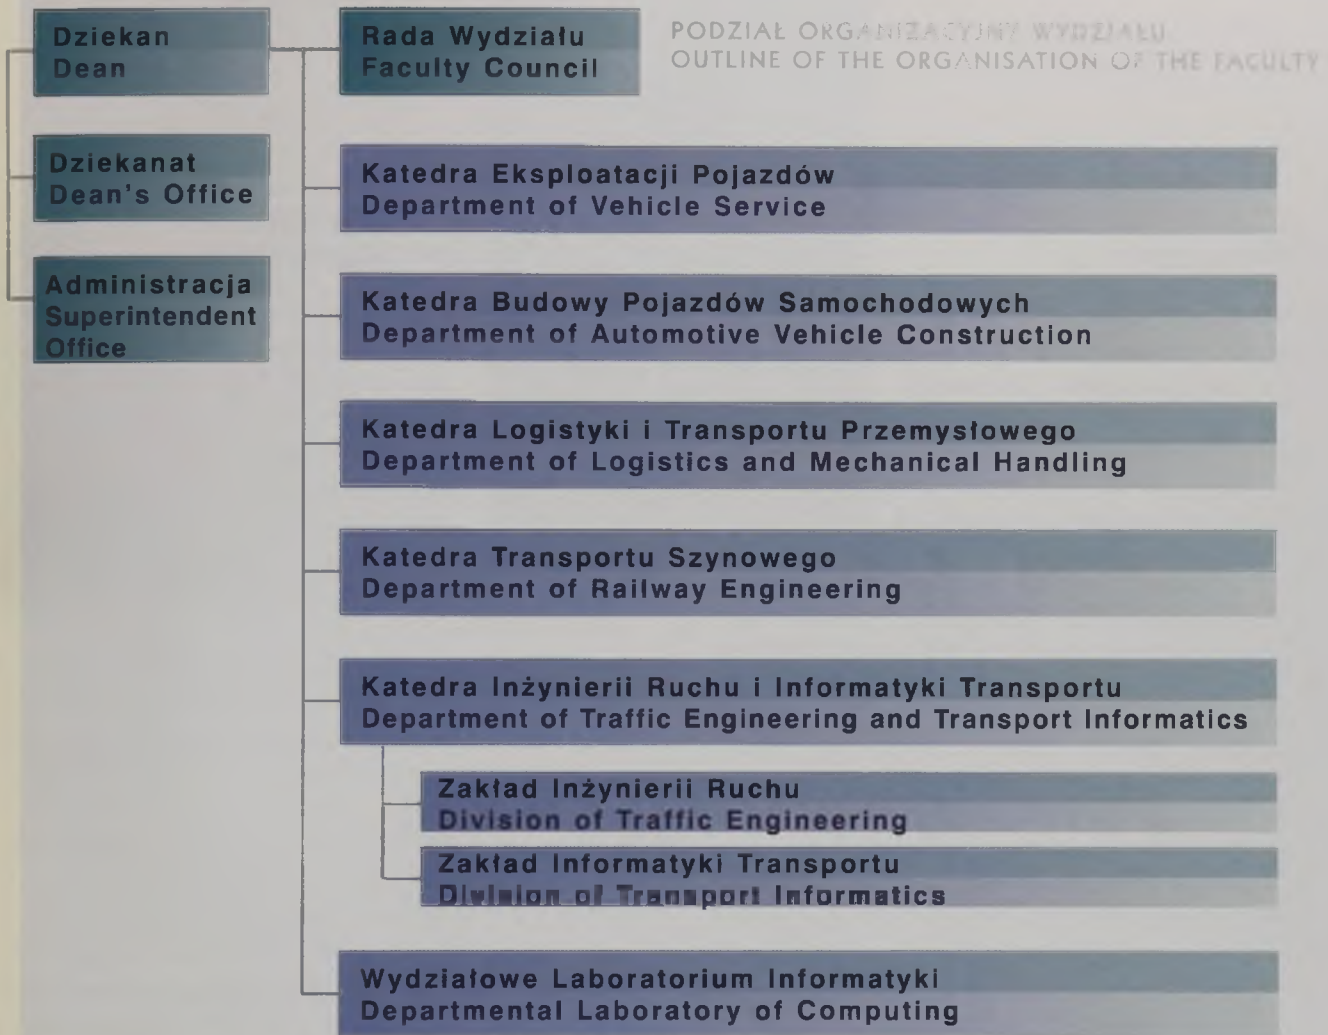 Dziekan
Dean
Rada Wydziału
Faculty Council
PODZIAŁ ORGANIZACYJNY WYDZIAŁU
OUTLINE OF THE ORGANISATION OF THE FACULTY
Dziekanat
Dean's Office
Administracja
Superintendent
Office
Katedra Eksploatacji Pojazdów
Department of Vehicle Service
Katedra Budowy Pojazdów Samochodowych
Department of Automotive Vehicle Construction
Katedra Logistyki i Transportu Przemysłowego
Department of Logistics and Mechanical Handling
Katedra Transportu Szynowego
Department of Railway Engineering
Katedra Inżynierii Ruchu i Informatyki Transportu
Department of Traffic Engineering and Transport Informatics
Zakład Inżynierii Ruchu
Division of Traffic Engineering
Zakład Informatyki Transportu
Division of Transport Informatics
Wydziałowe Laboratorium Informatyki
Departmental Laboratory of Computing